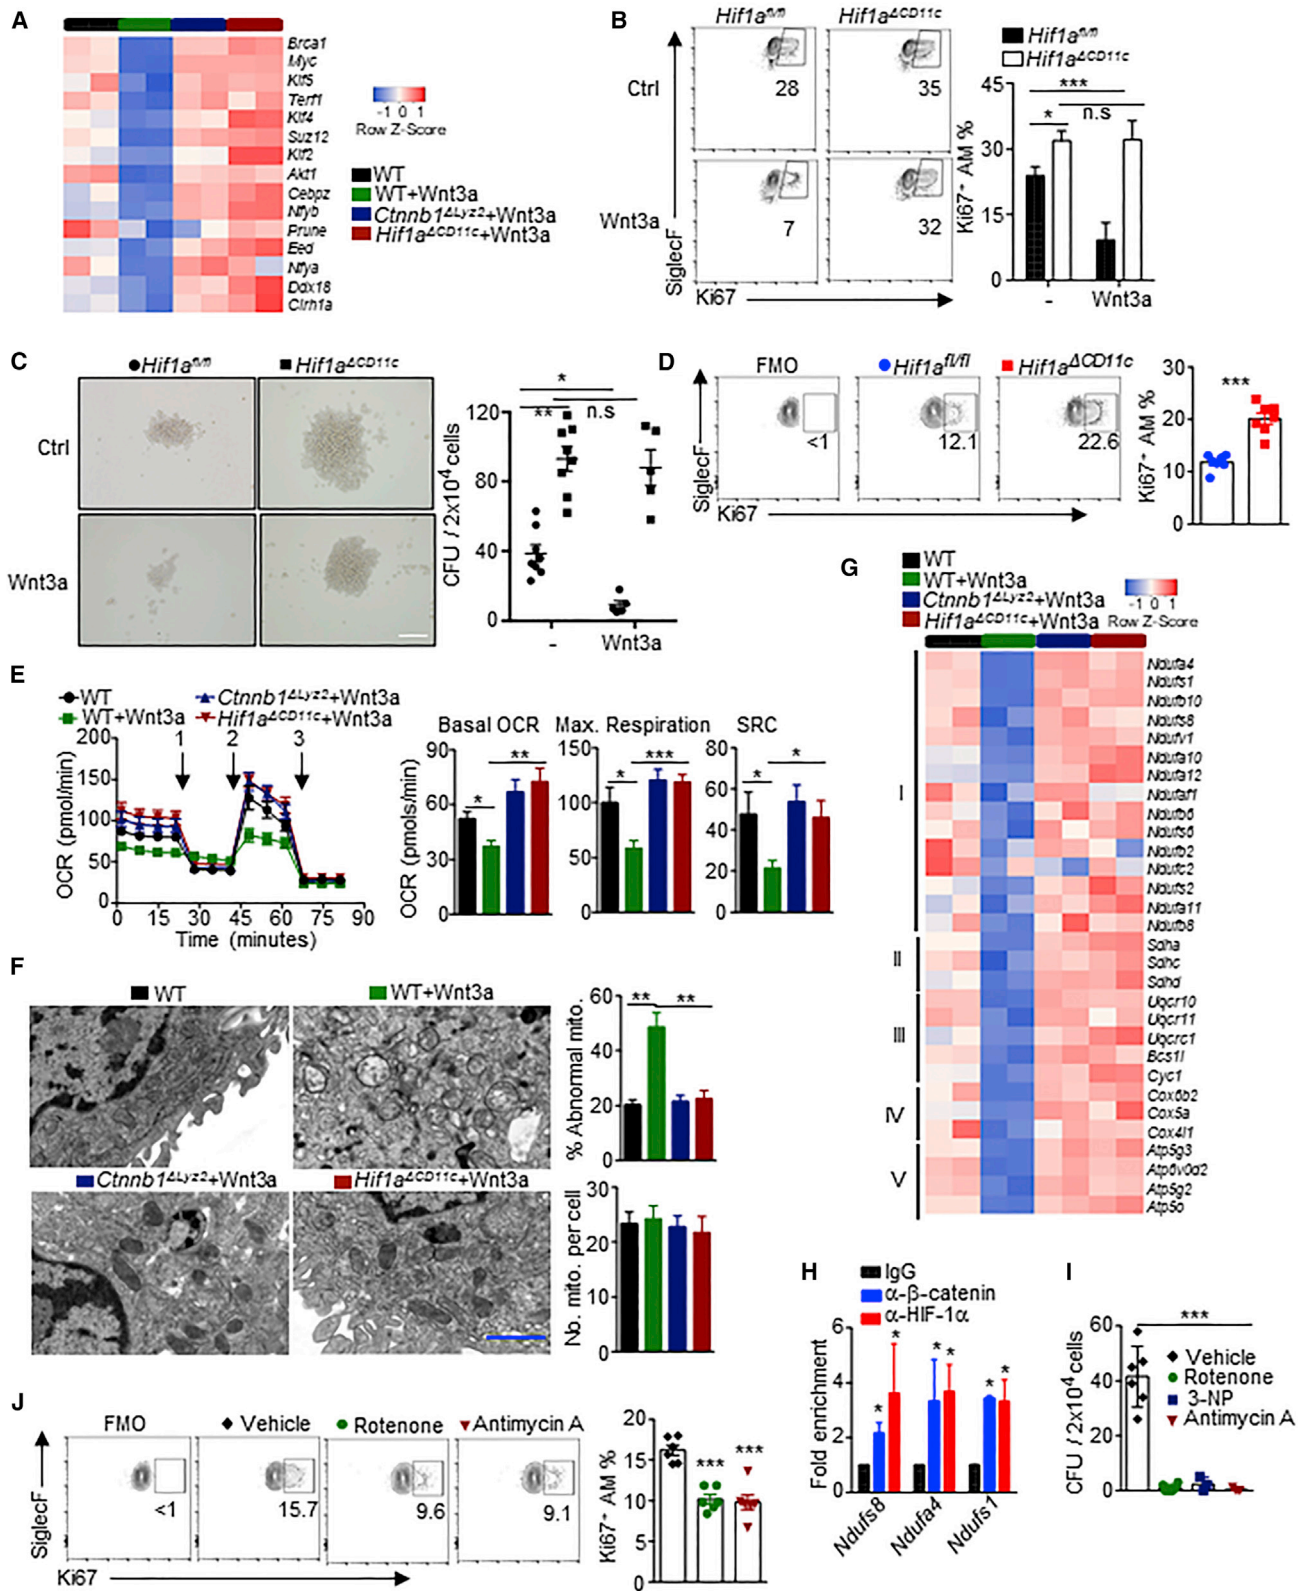 A
Brca1
Myc
Klf5
Terf1
Klf4
Suz12
Klf2
Akt1
Cebpz
Nfyb
Prune
Eed
Nfya
Ddx18
Cirh1a
-1 0 1
Row Z-Score
WT
WT+Wnt3a
Ctnnb1ΔLyz2+Wnt3a
Hif1aΔCD11c+Wnt3a
B
Hif1afl/fl
Hif1aΔCD11c
Ctrl
28
35
Wnt3a
7
32
SiglecF
Ki67
Hif1afl/fl
Hif1aΔCD11c
Ki67+ AM %
45
30
15
0
***
*
n.s
-
Wnt3a
C
Hif1afl/fl
Hif1aΔCD11c
Ctrl
Wnt3a
CFU / 2x10⁴ cells
120
80
40
0
*
**
n.s
-
Wnt3a
D
FMO
Hif1afl/fl
Hif1aΔCD11c
<1
12.1
22.6
SiglecF
Ki67
Ki67+ AM %
30
20
10
0
***
E
WT
Ctnnb1ΔLyz2+Wnt3a
WT+Wnt3a
Hif1aΔCD11c+Wnt3a
1
2
3
OCR (pmol/min)
200
150
100
50
0
0 15 30 45 60 75 90
Time (minutes)
Basal OCR
OCR (pmols/min)
90
60
30
0
*
**
Max. Respiration
150
100
50
0
*
***
SRC
80
60
40
20
0
*
*
F
WT
WT+Wnt3a
Ctnnb1ΔLyz2+Wnt3a
Hif1aΔCD11c+Wnt3a
% Abnormal mito.
60
40
20
0
**
**
No. mito. per cell
30
20
10
0
G
WT
WT+Wnt3a
Ctnnb1ΔLyz2+Wnt3a
Hif1aΔCD11c+Wnt3a
-1 0 1
Row Z-Score
I
II
III
IV
V
Ndufa4
Ndufs1
Ndufb10
Ndufs8
Ndufv1
Ndufa10
Ndufa12
Ndufaf1
Ndufb6
Ndufs6
Ndufb2
Ndufc2
Ndufs2
Ndufa11
Ndufb8
Sdha
Sdhc
Sdhd
Uqcr10
Uqcr11
Uqcrc1
Bcs1l
Cyc1
Cox6b2
Cox5a
Cox4i1
Atp5g3
Atp6v0d2
Atp5g2
Atp5o
H
IgG
α-β-catenin
α-HIF-1α
Fold enrichment
6
4
2
0
*
*
*
*
*
*
Ndufs8
Ndufa4
Ndufs1
I
CFU / 2x10⁴ cells
60
40
20
0
***
Vehicle
Rotenone
3-NP
Antimycin A
J
FMO
Vehicle
Rotenone
Antimycin A
<1
15.7
9.6
9.1
SiglecF
Ki67
Ki67+ AM %
20
15
10
5
0
***
***